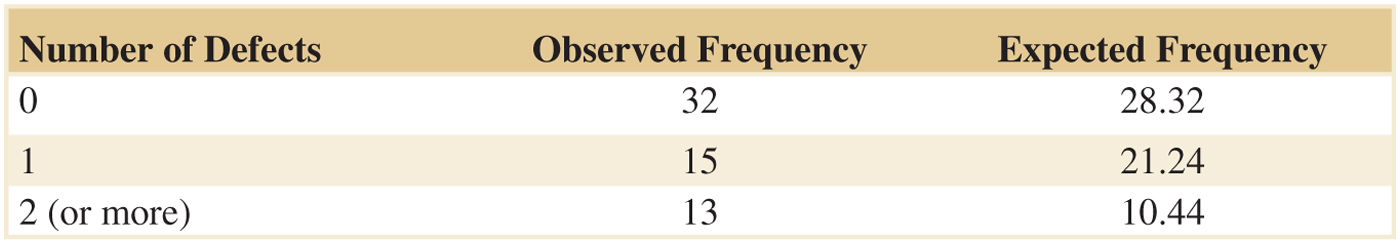 Number of Defects Observed Frequency Expected Frequency
0 32 28.32
1 15 21.24
2 (or more) 13 10.44